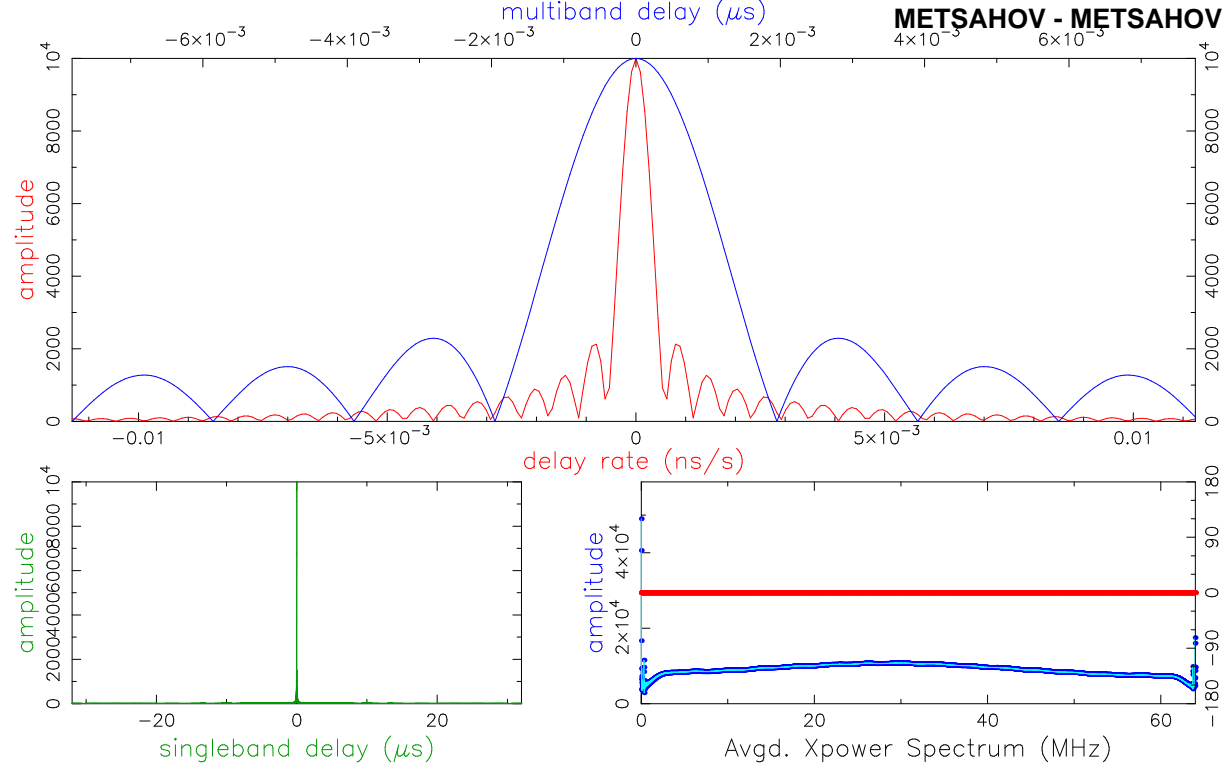 multiband delay (μs)
METSAHOV - METSAHOV
−6×10⁻³ −4×10⁻³ −2×10⁻³ 0 2×10⁻³ 4×10⁻³ 6×10⁻³
amplitude
0 2000 4000 6000 8000 10⁴
0 2000 4000 6000 8000 10⁴
−0.01 −5×10⁻³ 0 5×10⁻³ 0.01
delay rate (ns/s)
amplitude
0 2000 4000 6000 8000 10⁴
−20 0 20
singleband delay (μs)
amplitude
0 2×10⁴ 4×10⁴
−180 −90 0 90 180
0 20 40 60
Avgd. Xpower Spectrum (MHz)